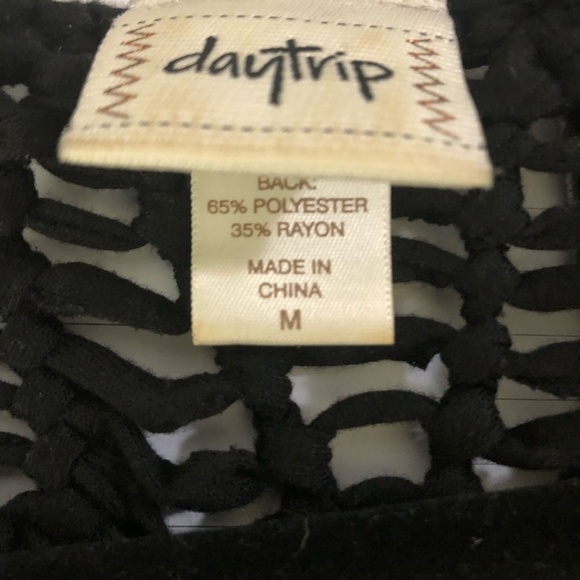 daytrip
BACK:
65% POLYESTER
35% RAYON
MADE IN
CHINA
M